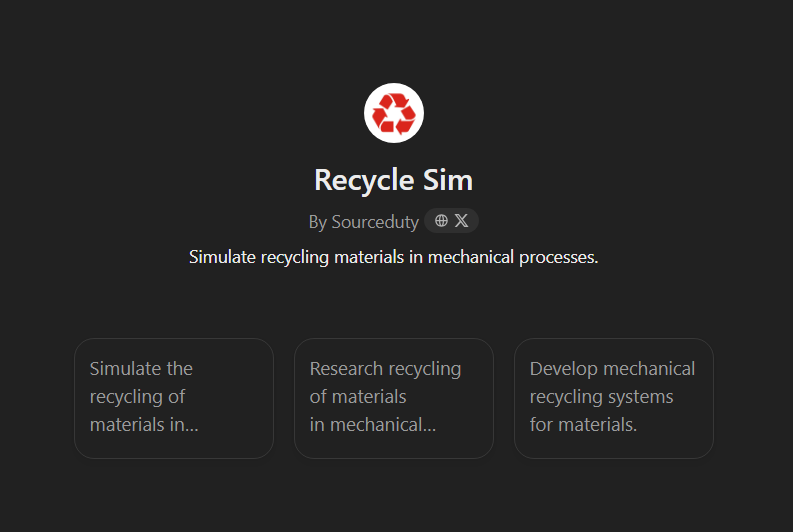 Recycle Sim
By Sourceduty
Simulate recycling materials in mechanical processes.
Simulate the
recycling of
materials in...
Research recycling
of materials
in mechanical...
Develop mechanical
recycling systems
for materials.